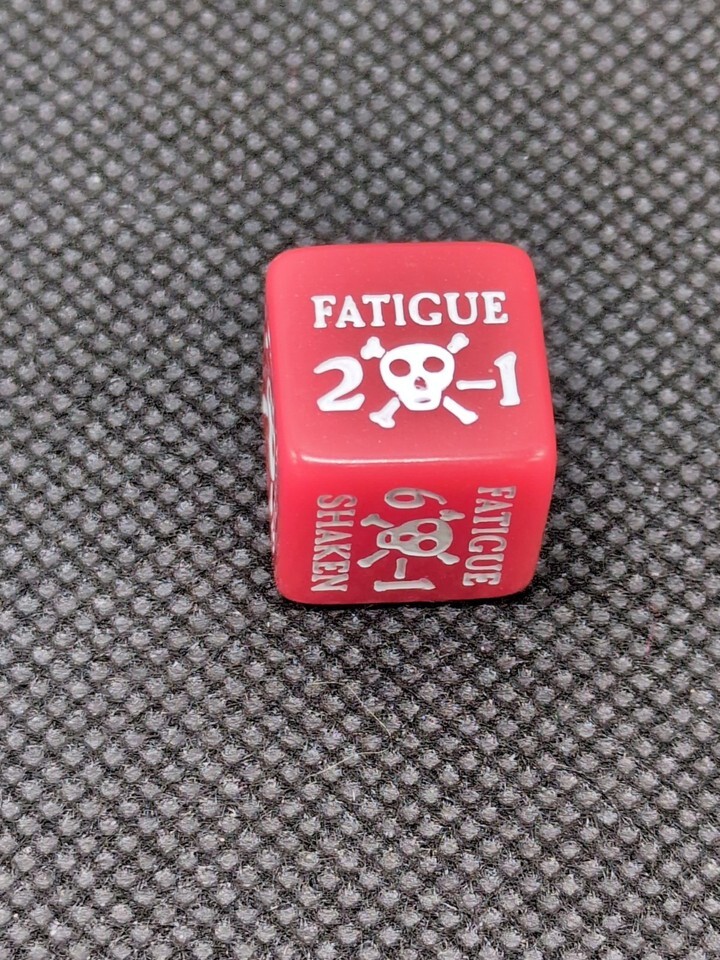 FATIGUE
2 -1
FATIGUE
6 -1
SHAKEN